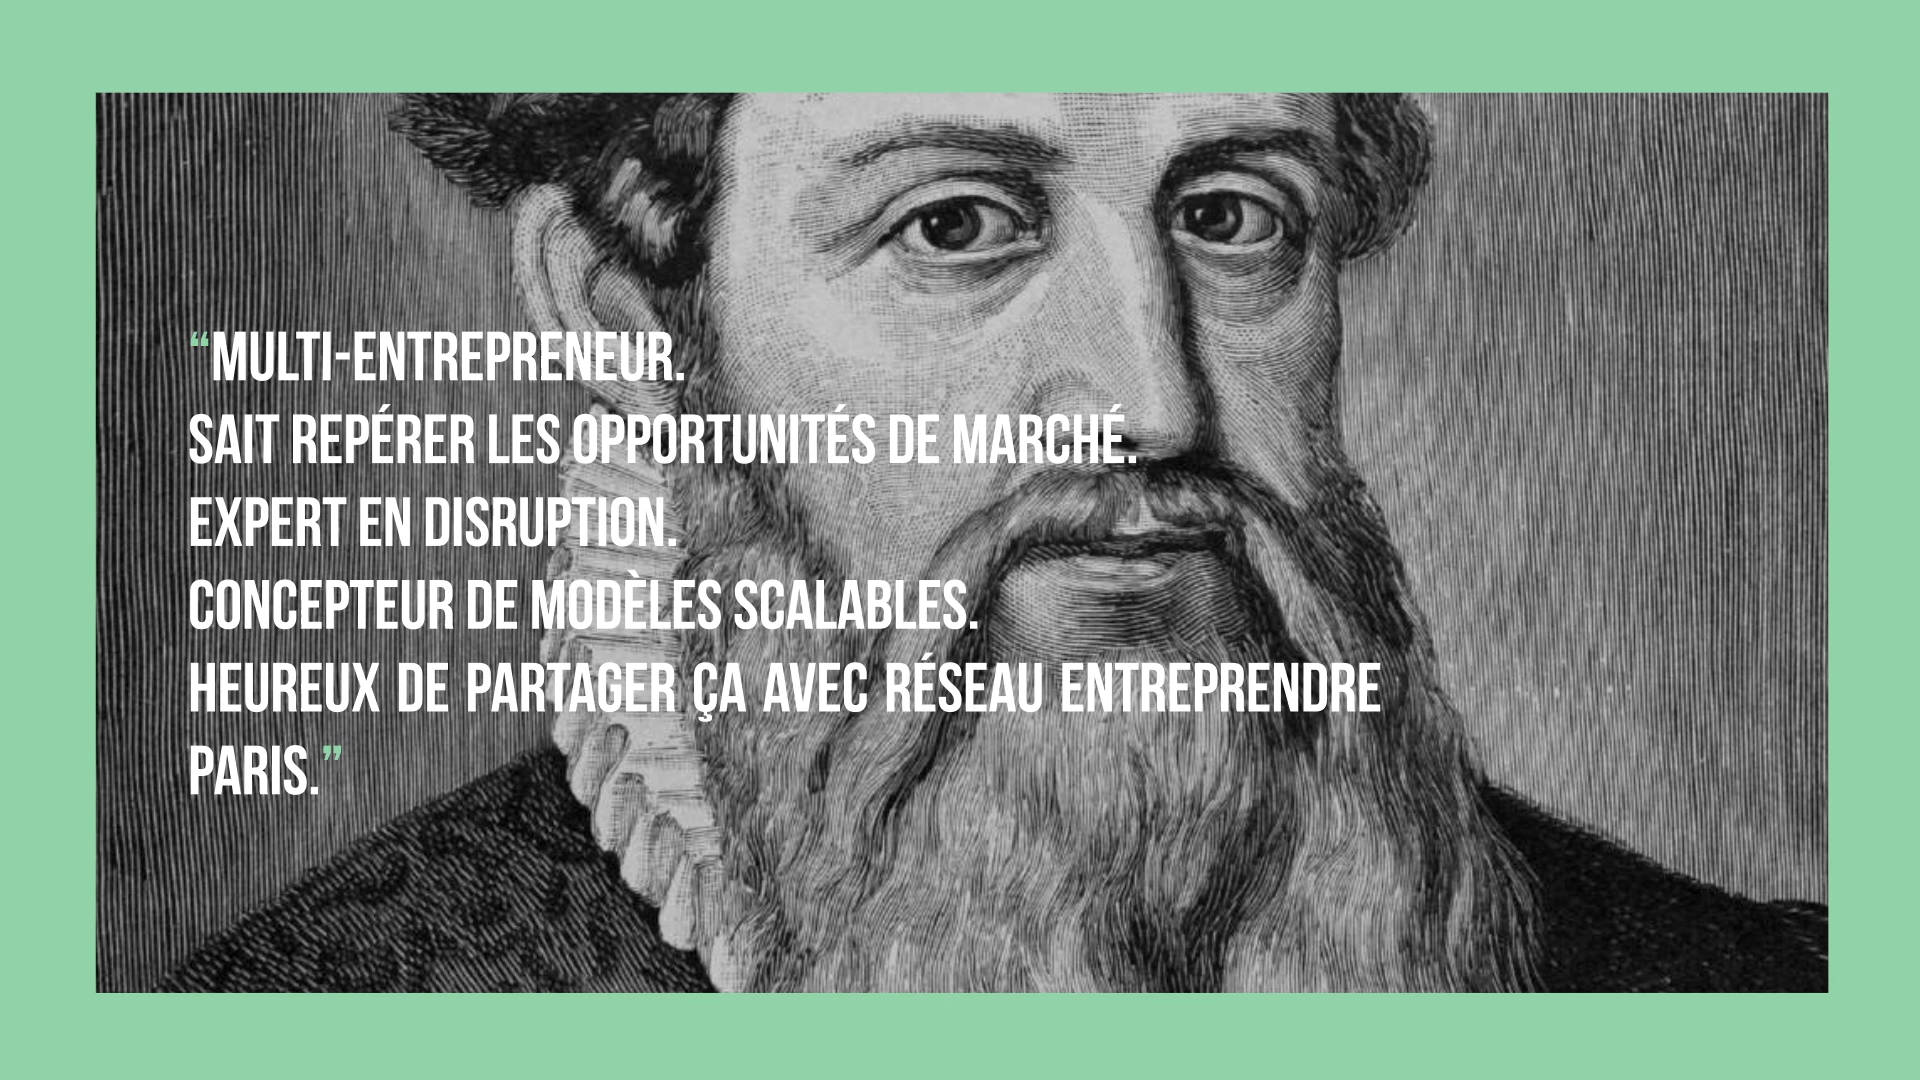 “MULTI-ENTREPRENEUR.
SAIT REPÉRER LES OPPORTUNITÉS DE MARCHÉ.
EXPERT EN DISRUPTION.
CONCEPTEUR DE MODÈLES SCALABLES.
HEUREUX DE PARTAGER ÇA AVEC RÉSEAU ENTREPRENDRE
PARIS.”